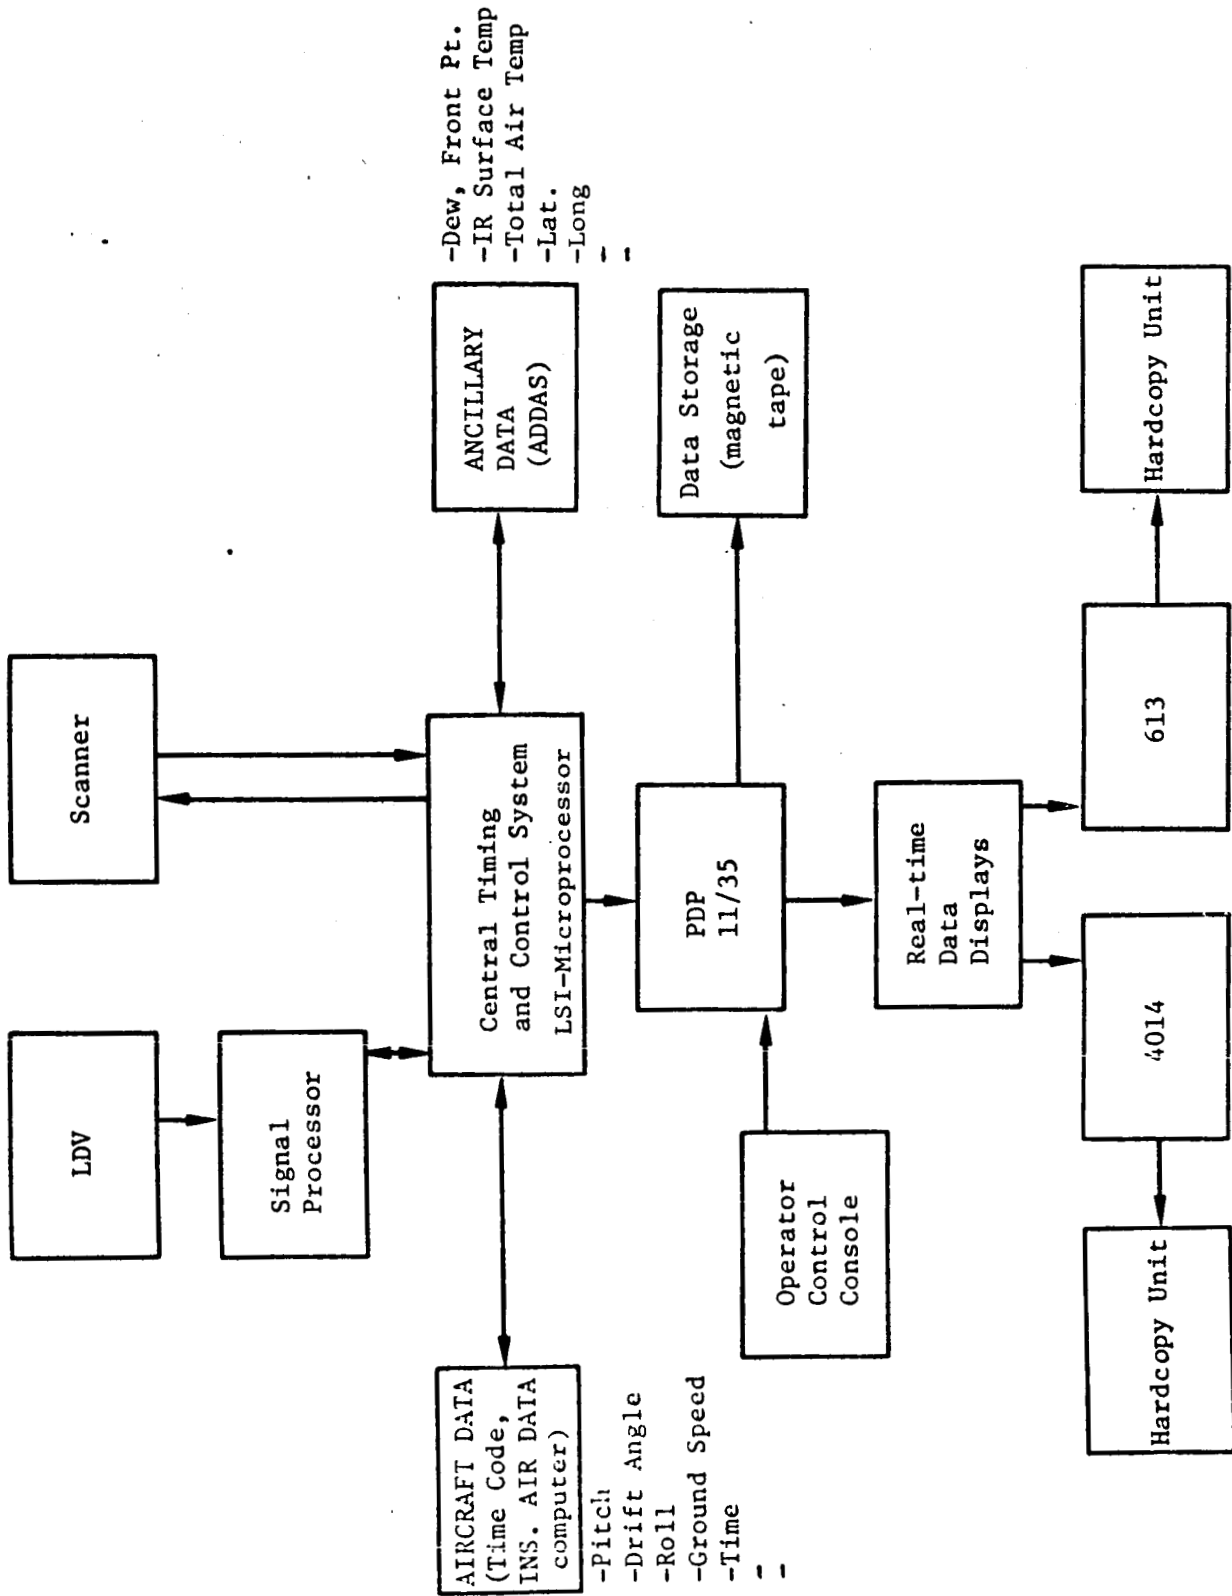 LDV
Scanner
Signal
Processor
AIRCRAFT DATA
(Time Code,
INS. AIR DATA
computer)
-Pitch
-Drift Angle
-Roll
-Ground Speed
-Time
-
-
Central Timing
and Control System
LSI-Microprocessor
ANCILLARY
DATA
(ADDAS)
-Dew, Front Pt.
-IR Surface Temp
-Total Air Temp
-Lat.
-Long
-
-
Operator
Control
Console
PDP
11/35
Data Storage
(magnetic
tape)
Real-time
Data
Displays
Hardcopy Unit
4014
613
Hardcopy Unit